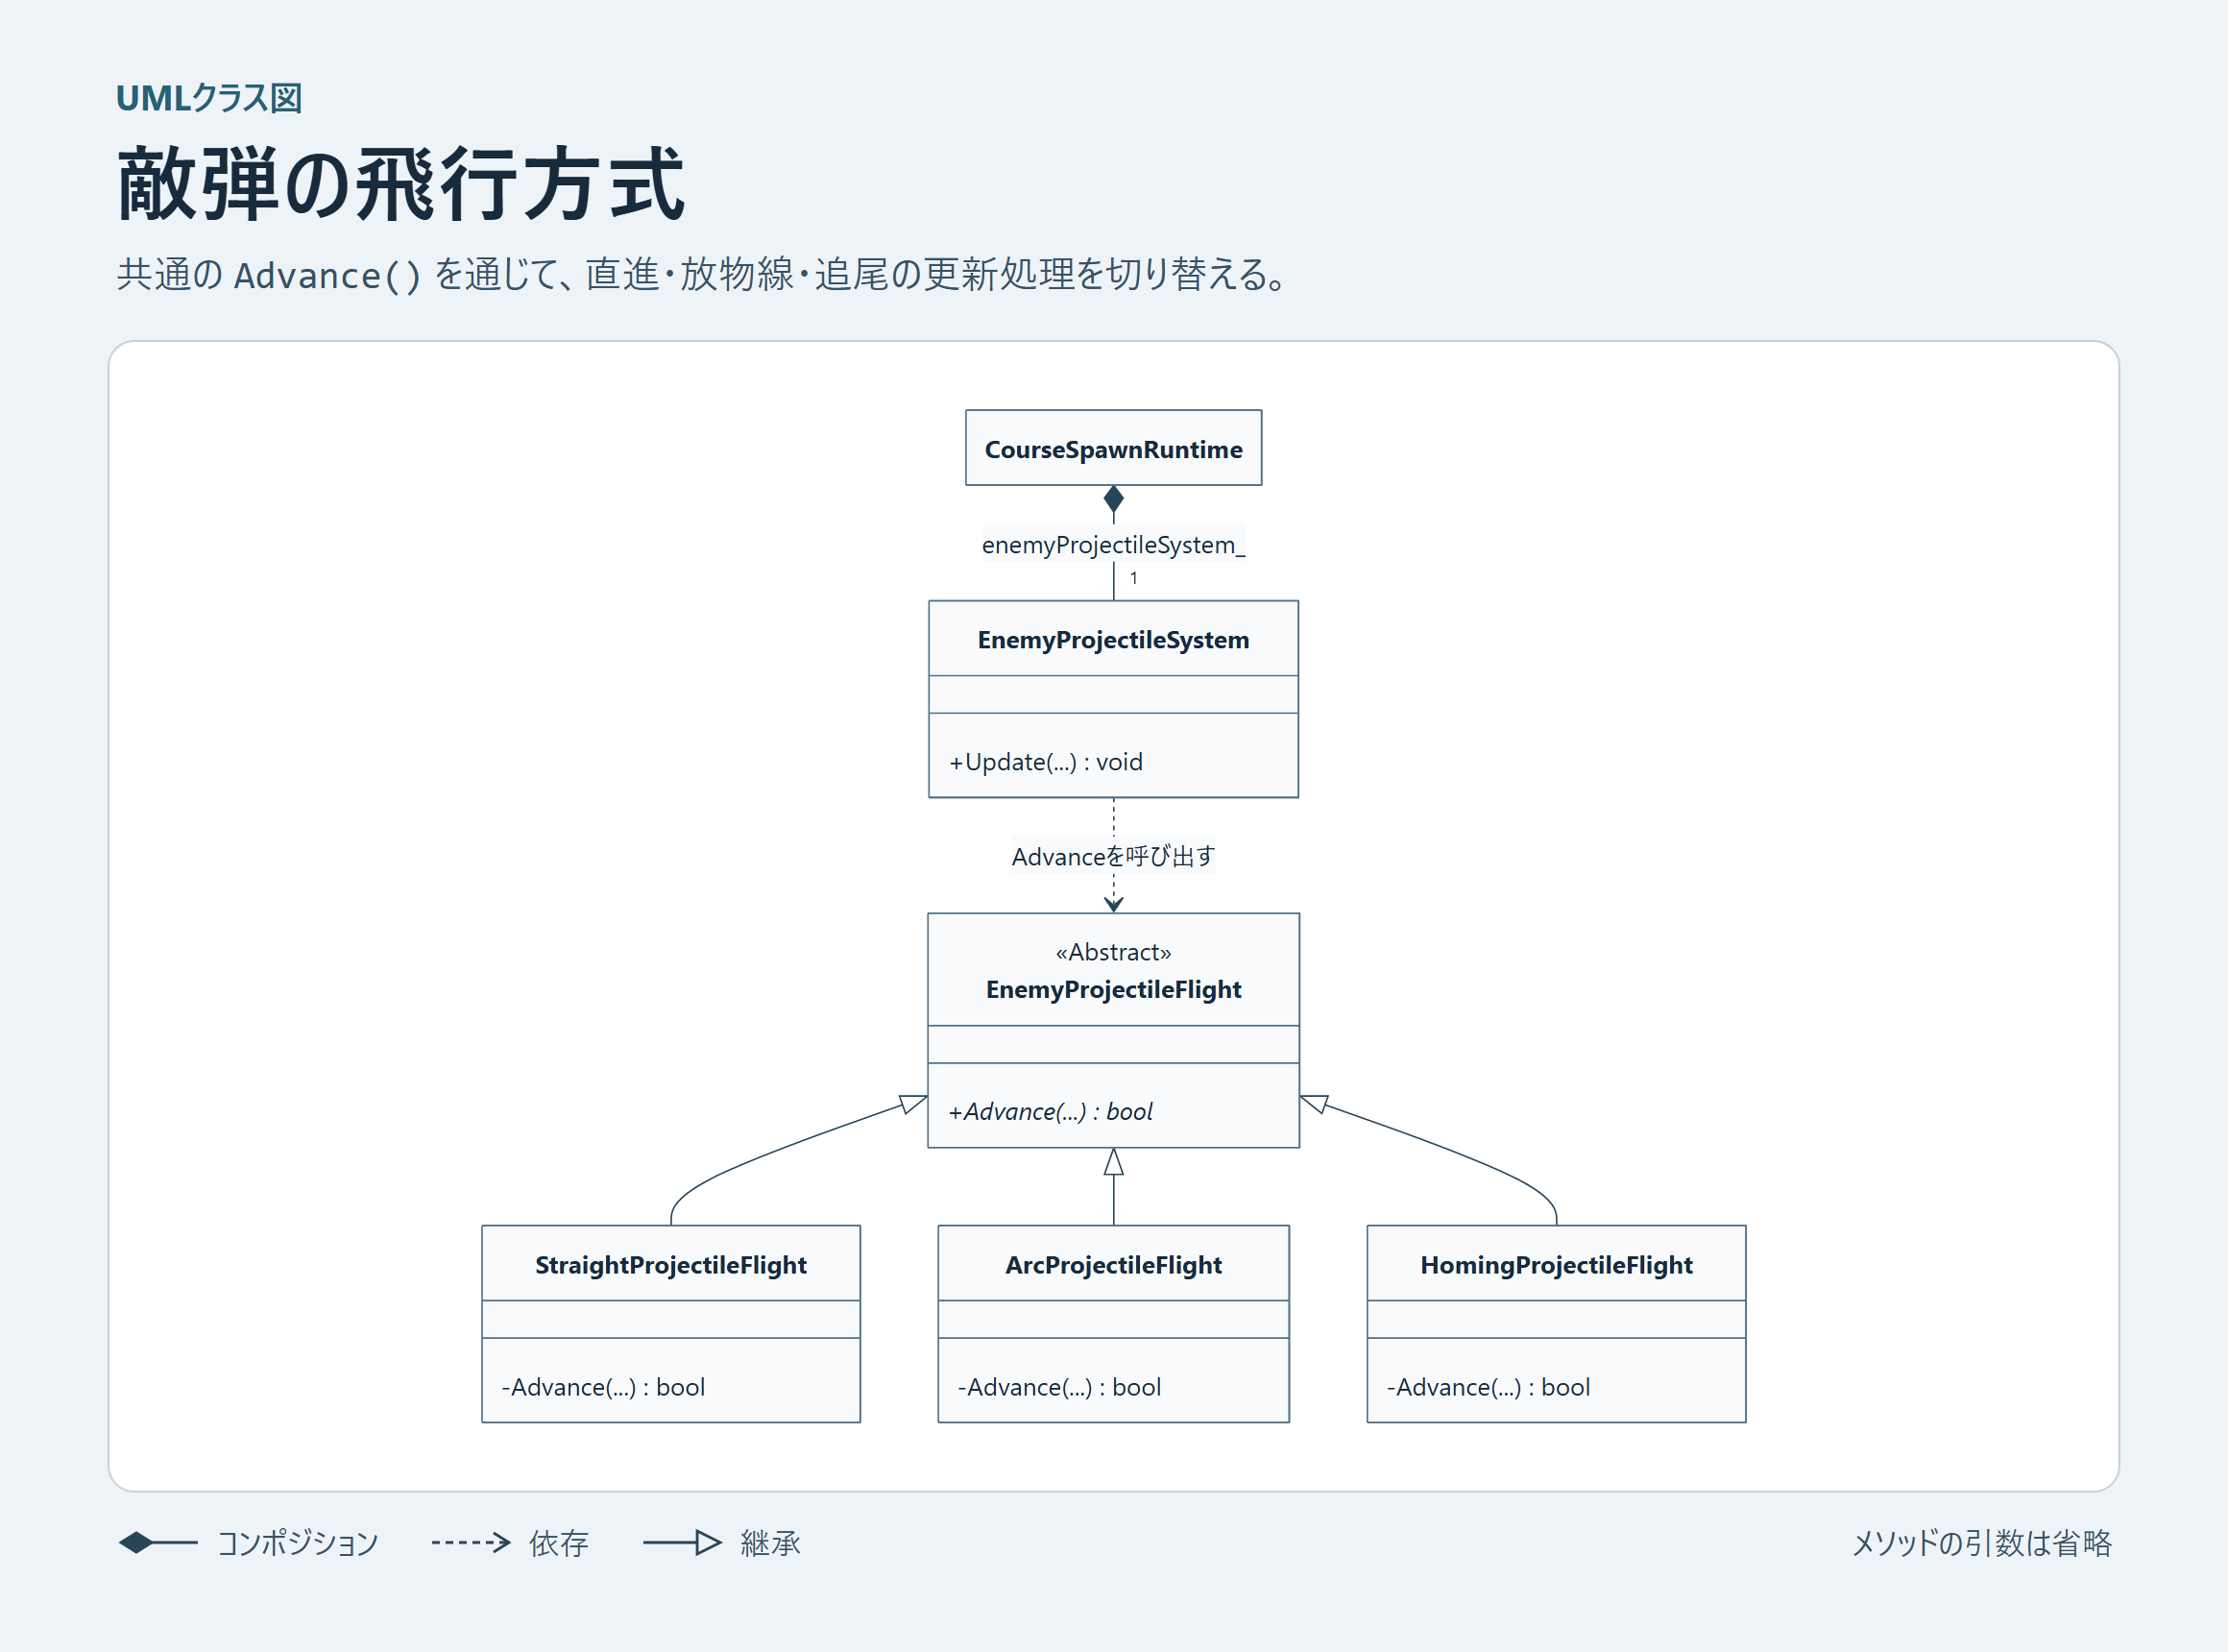 UMLクラス図
敵弾の飛行方式
共通の Advance() を通じて、直進・放物線・追尾の更新処理を切り替える。
CourseSpawnRuntime
enemyProjectileSystem_
1
EnemyProjectileSystem
+Update(...) : void
Advanceを呼び出す
«Abstract»
EnemyProjectileFlight
+Advance(...) : bool
StraightProjectileFlight
-Advance(...) : bool
ArcProjectileFlight
-Advance(...) : bool
HomingProjectileFlight
-Advance(...) : bool
コンポジション
依存
継承
メソッドの引数は省略